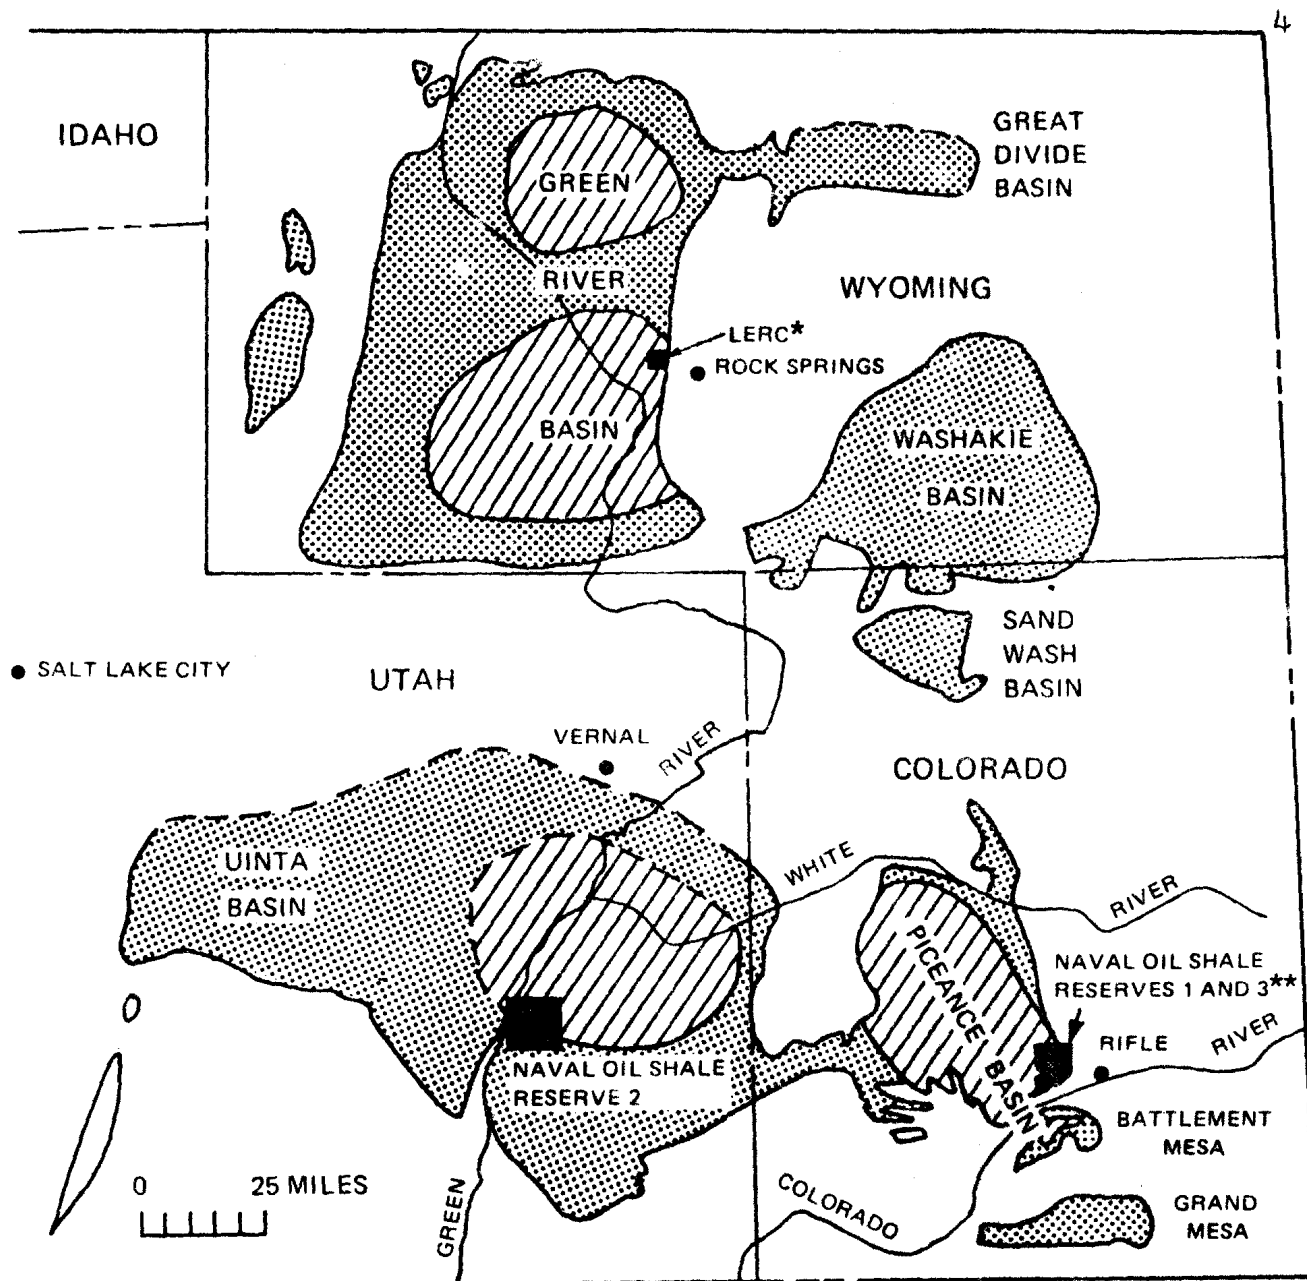 4
IDAHO
GREAT
DIVIDE
BASIN
GREEN
RIVER
BASIN
WYOMING
LERC*
ROCK SPRINGS
WASHAKIE
BASIN
SAND
WASH
BASIN
SALT LAKE CITY
UTAH
VERNAL
RIVER
COLORADO
UINTA
BASIN
WHITE
RIVER
PICEANCE BASIN
NAVAL OIL SHALE
RESERVES 1 AND 3**
RIFLE
RIVER
NAVAL OIL SHALE
RESERVE 2
BATTLEMENT
MESA
0 25 MILES
GREEN
COLORADO
GRAND
MESA